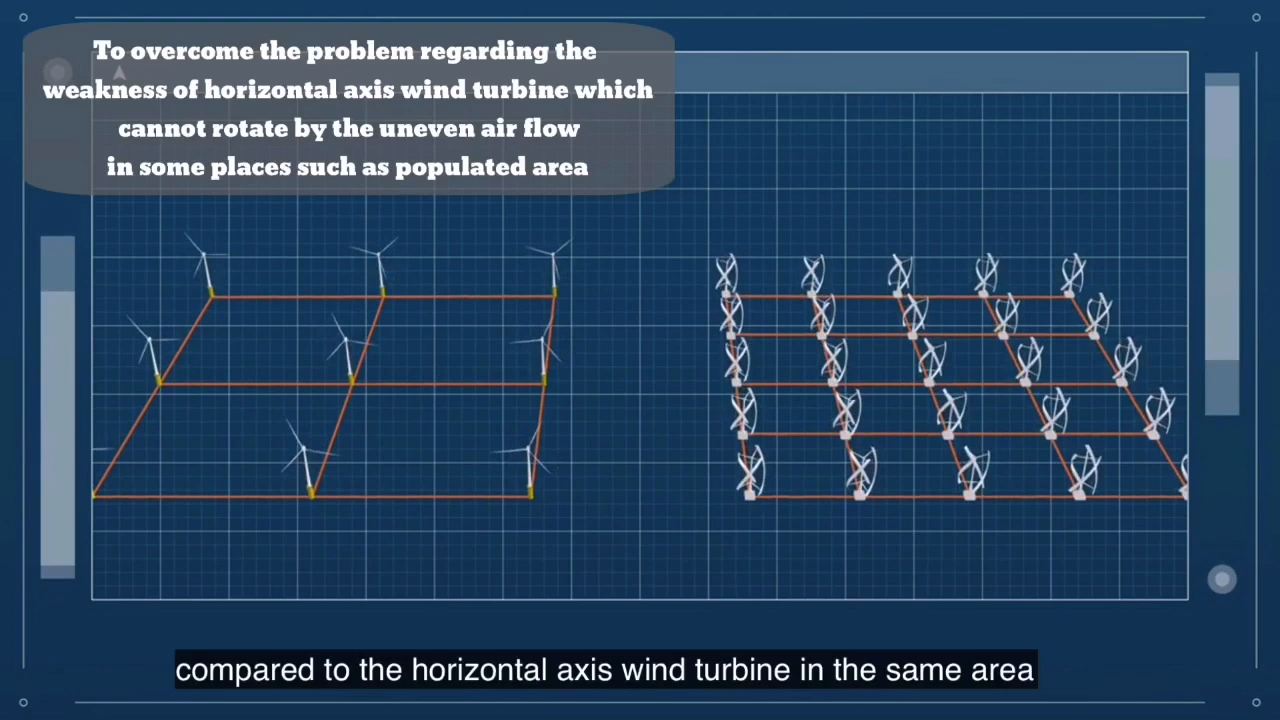 To overcome the problem regarding the
weakness of horizontal axis wind turbine which
cannot rotate by the uneven air flow
in some places such as populated area
compared to the horizontal axis wind turbine in the same area